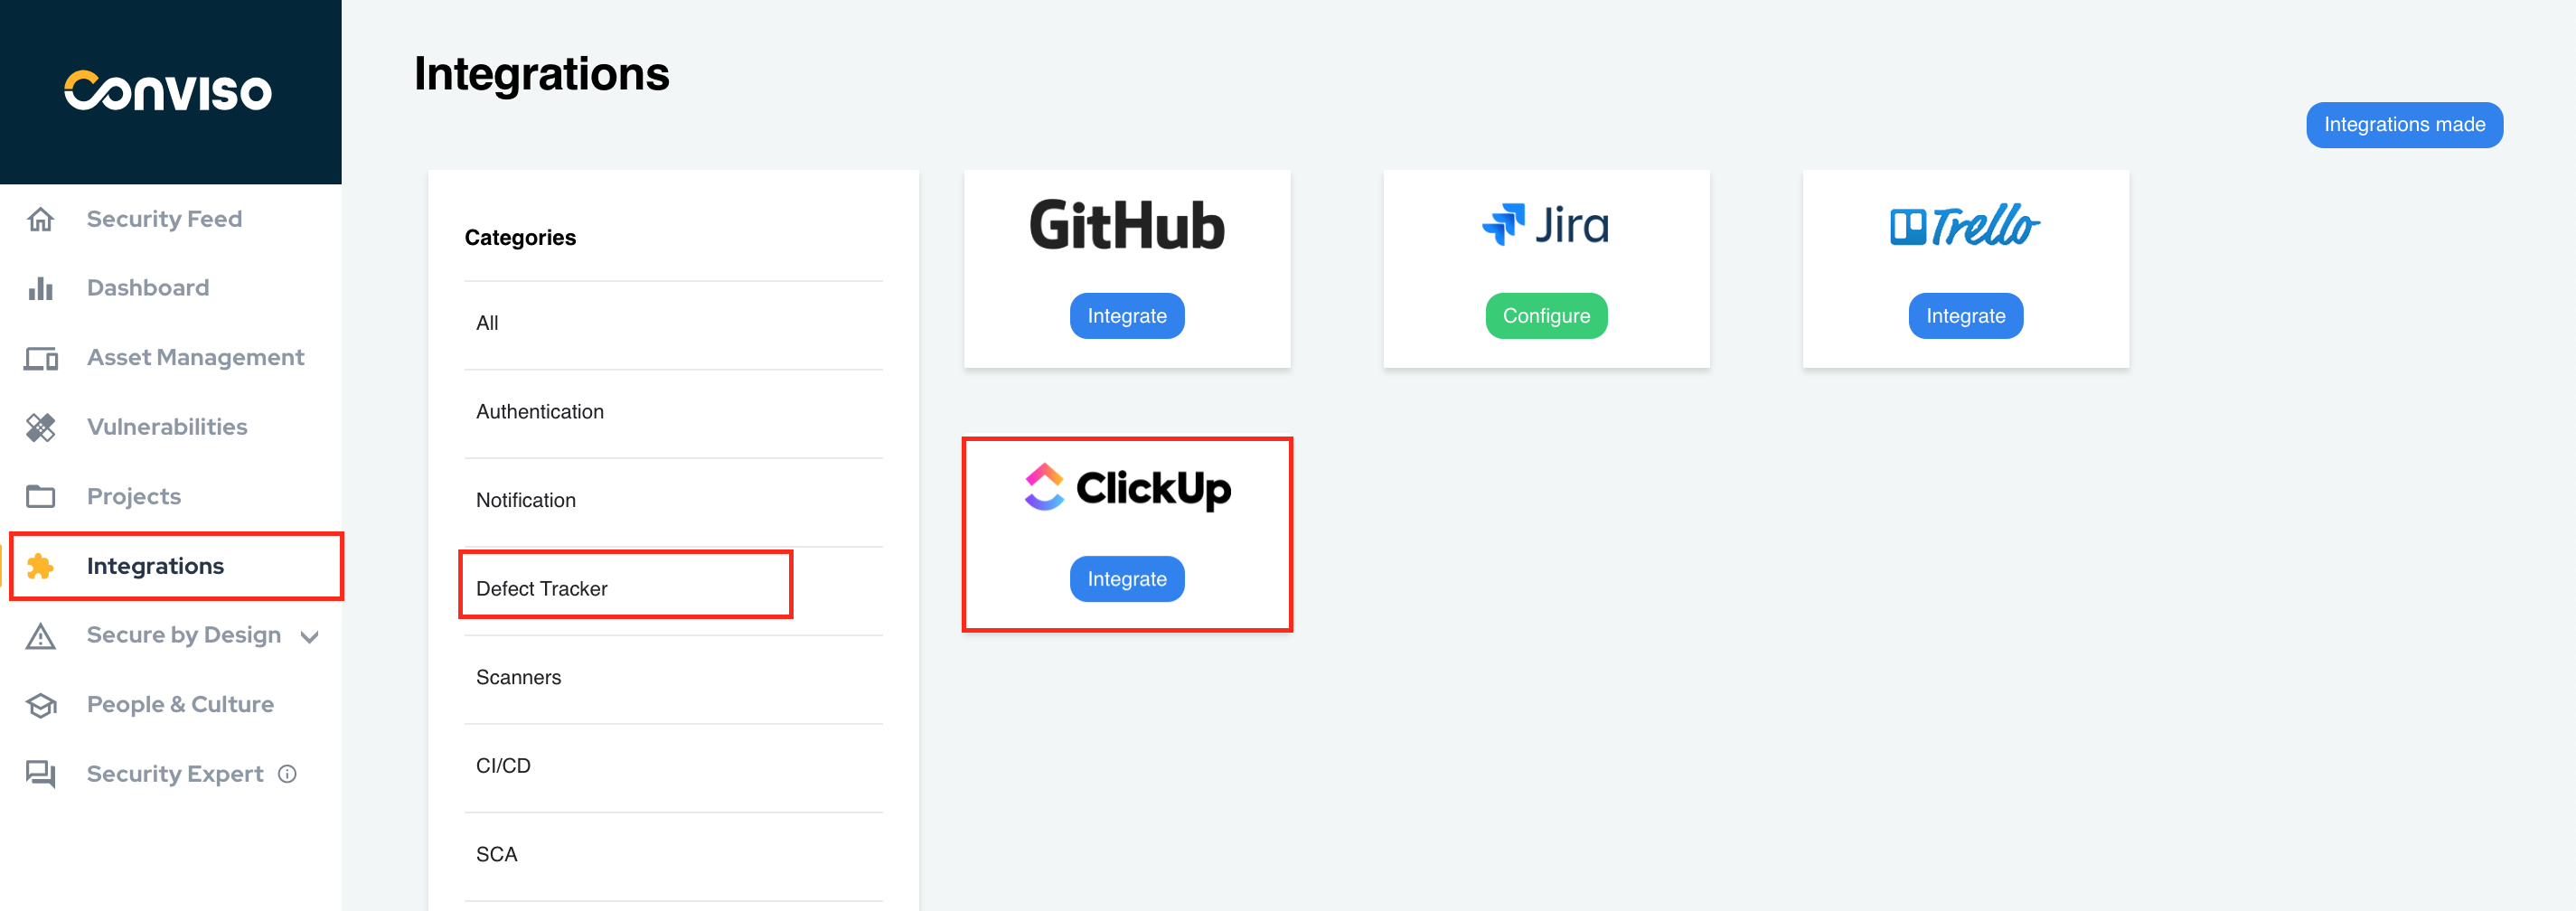 Conviso
Security Feed
Dashboard
Asset Management
Vulnerabilities
Projects
Integrations
Secure by Design
People & Culture
Security Expert
Integrations
Integrations made
Categories
All
Authentication
Notification
Defect Tracker
Scanners
CI/CD
SCA
GitHub
Integrate
Jira
Configure
Trello
Integrate
ClickUp
Integrate